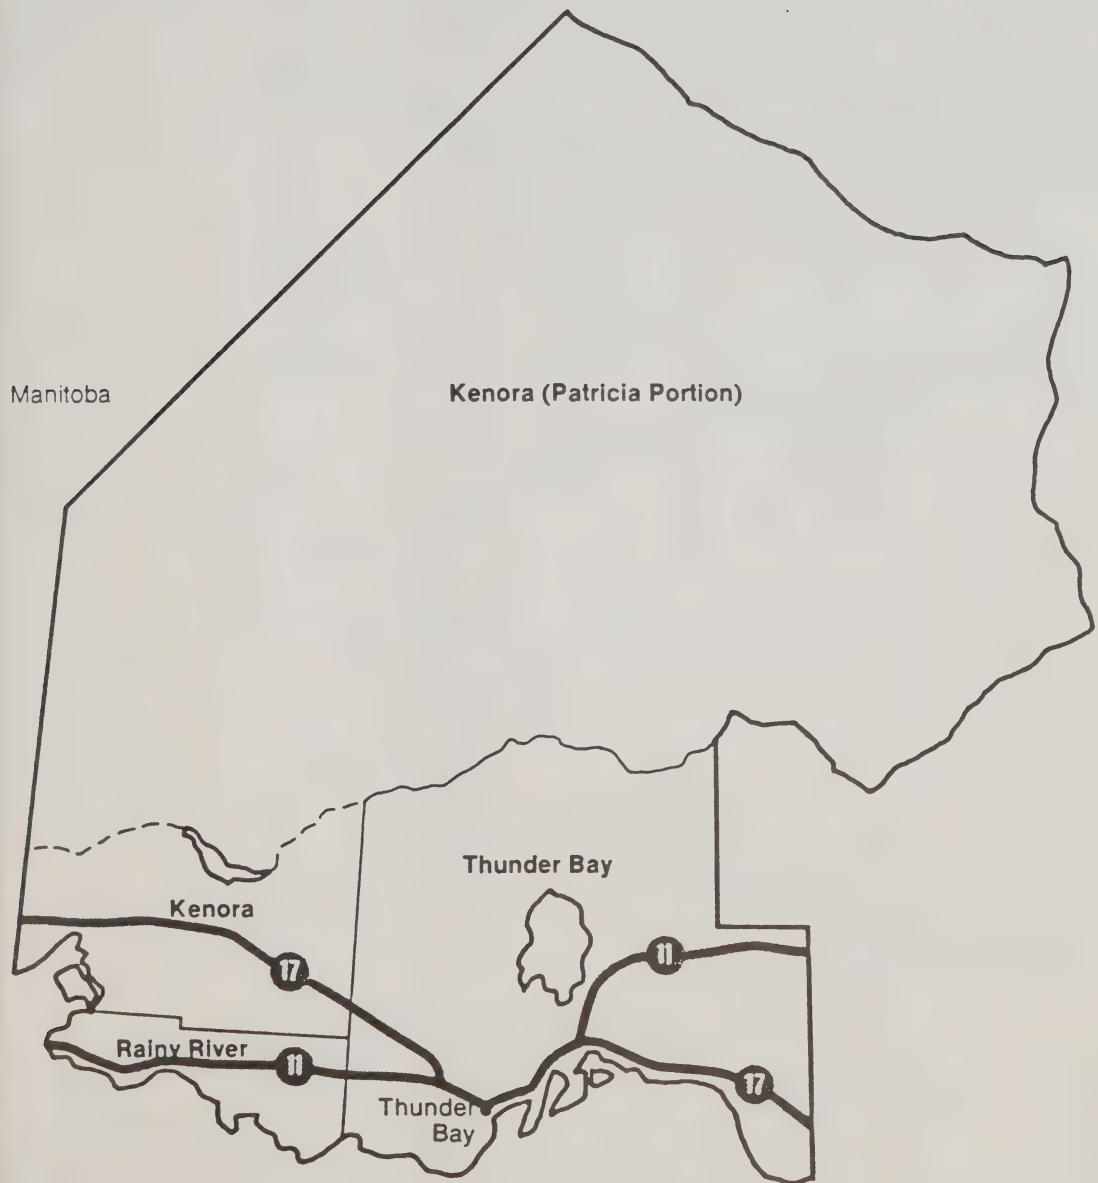 Manitoba
Kenora (Patricia Portion)
Thunder Bay
Kenora
17
11
Rainy River
11
17
Thunder
Bay